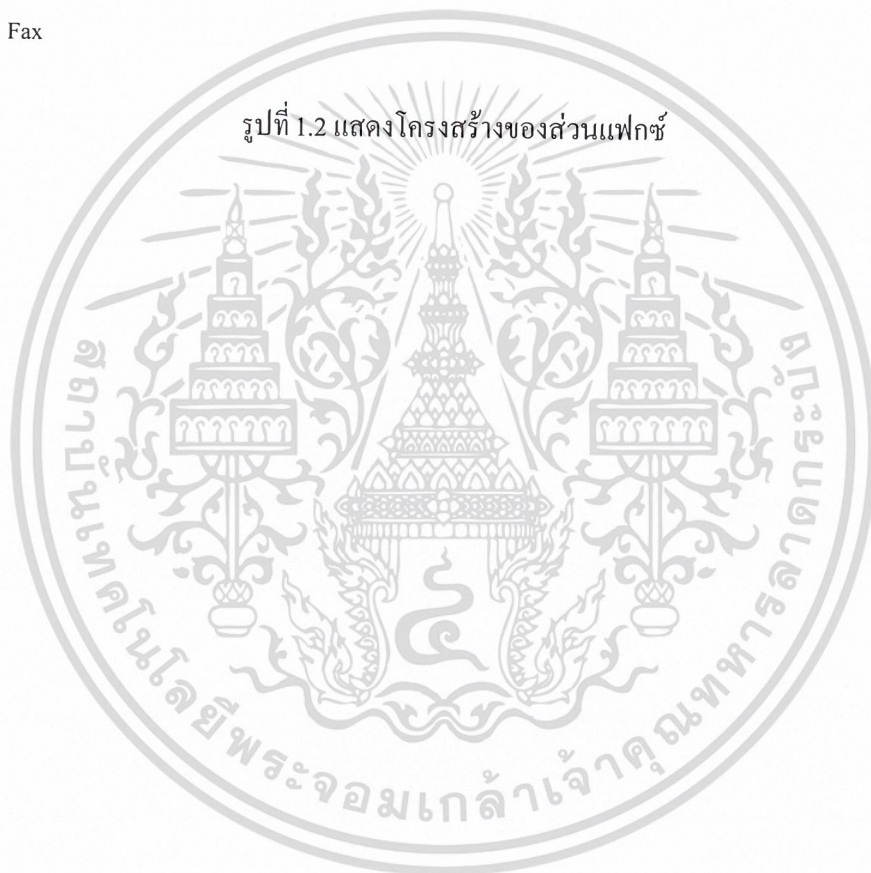 Fax
รูปที่ 1.2 แสดงโครงสร้างของส่วนแฟกซ์
สถาบันเทคโนโลยีพระจอมเกล้าเจ้าคุณทหารลาดกระบัง
๔